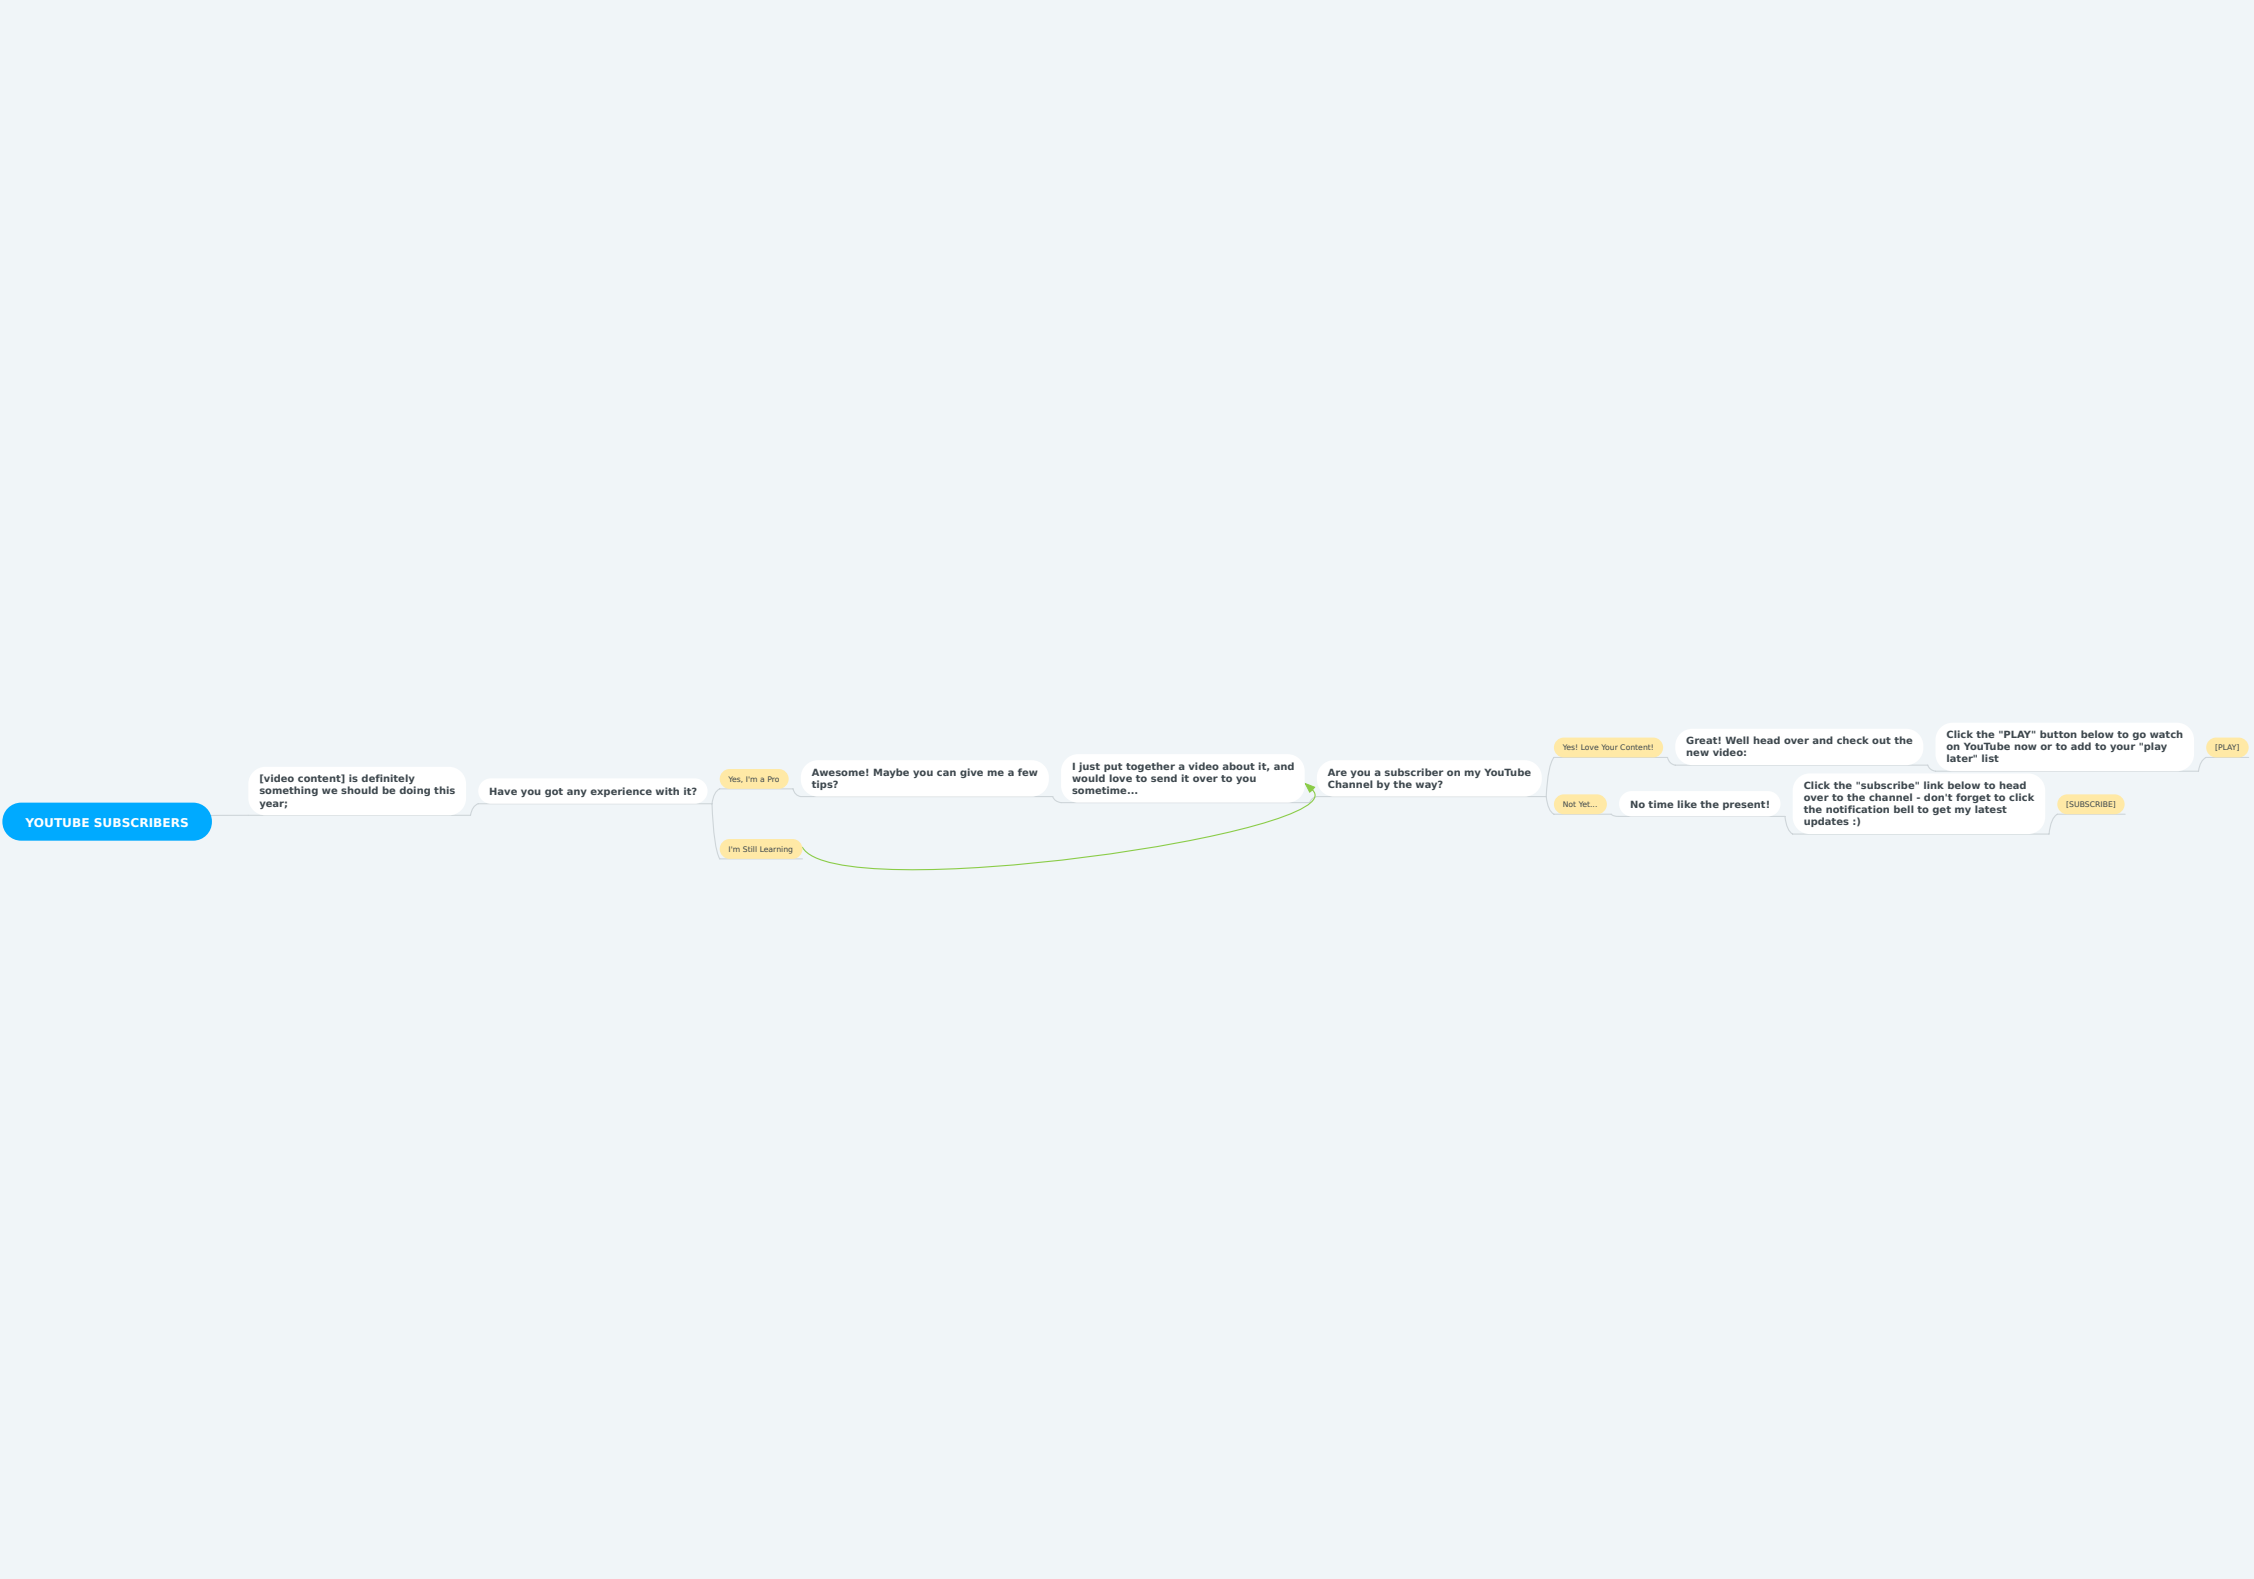 YOUTUBE SUBSCRIBERS
[video content] is definitely
something we should be doing this
year;
Have you got any experience with it?
Yes, I'm a Pro
Awesome! Maybe you can give me a few
tips?
I just put together a video about it, and
would love to send it over to you
sometime...
I'm Still Learning
Are you a subscriber on my YouTube
Channel by the way?
Yes! Love Your Content!
Great! Well head over and check out the
new video:
Click the "PLAY" button below to go watch
on YouTube now or to add to your "play
later" list
[PLAY]
Not Yet...
No time like the present!
Click the "subscribe" link below to head
over to the channel - don't forget to click
the notification bell to get my latest
updates :)
[SUBSCRIBE]